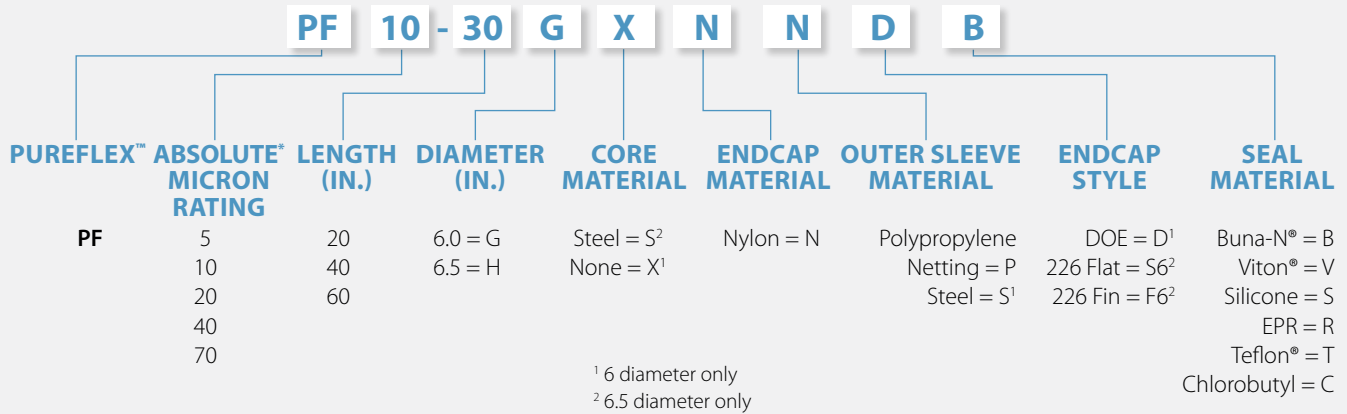 PF 10 - 30 G X N N D B
PUREFLEX™ ABSOLUTE* LENGTH DIAMETER CORE ENDCAP OUTER SLEEVE ENDCAP SEAL
MICRON (IN.) (IN.) MATERIAL MATERIAL MATERIAL STYLE MATERIAL
RATING
PF 5 20 6.0 = G Steel = S² Nylon = N Polypropylene DOE = D¹ Buna-N® = B
10 40 6.5 = H None = X¹ Netting = P 226 Flat = S6² Viton® = V
20 60 Steel = S¹ 226 Fin = F6² Silicone = S
40 EPR = R
70 Teflon® = T
¹ 6 diameter only Chlorobutyl = C
² 6.5 diameter only